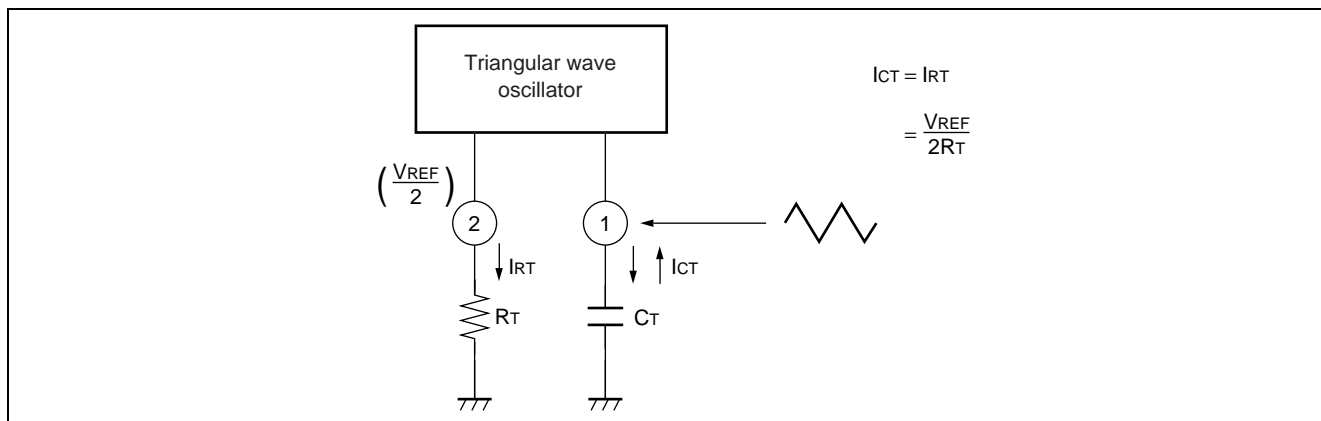 Triangular wave
oscillator
ICT = IRT
= VREF
2RT
( VREF
2 )
2
1
IRT
ICT
RT
CT